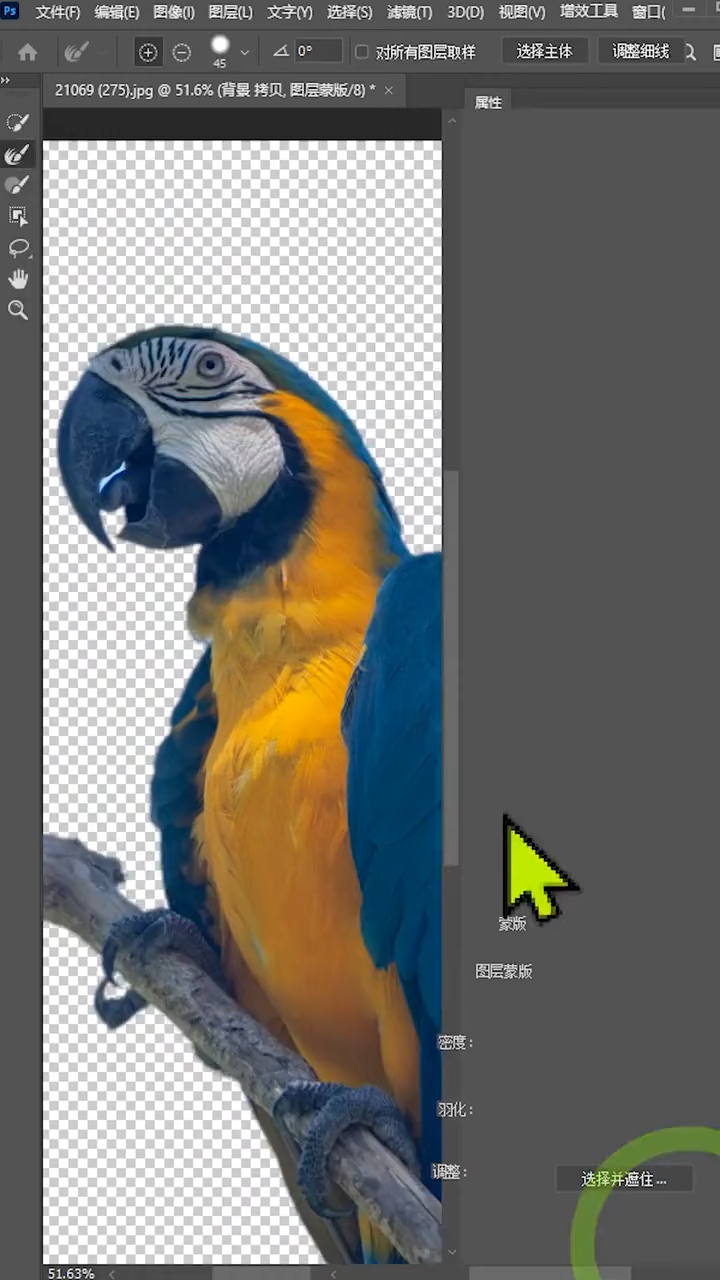 Ps 文件(F) 编辑(E) 图像(I) 图层(L) 文字(Y) 选择(S) 滤镜(T) 3D(D) 视图(V) 增效工具 窗口(
45 0° 对所有图层取样 选择主体 调整细线
21069 (275).jpg @ 51.6% (背景 拷贝, 图层蒙版/8) * ×
属性
蒙版
图层蒙版
密度:
羽化:
调整: 选择并遮住...
51.63%